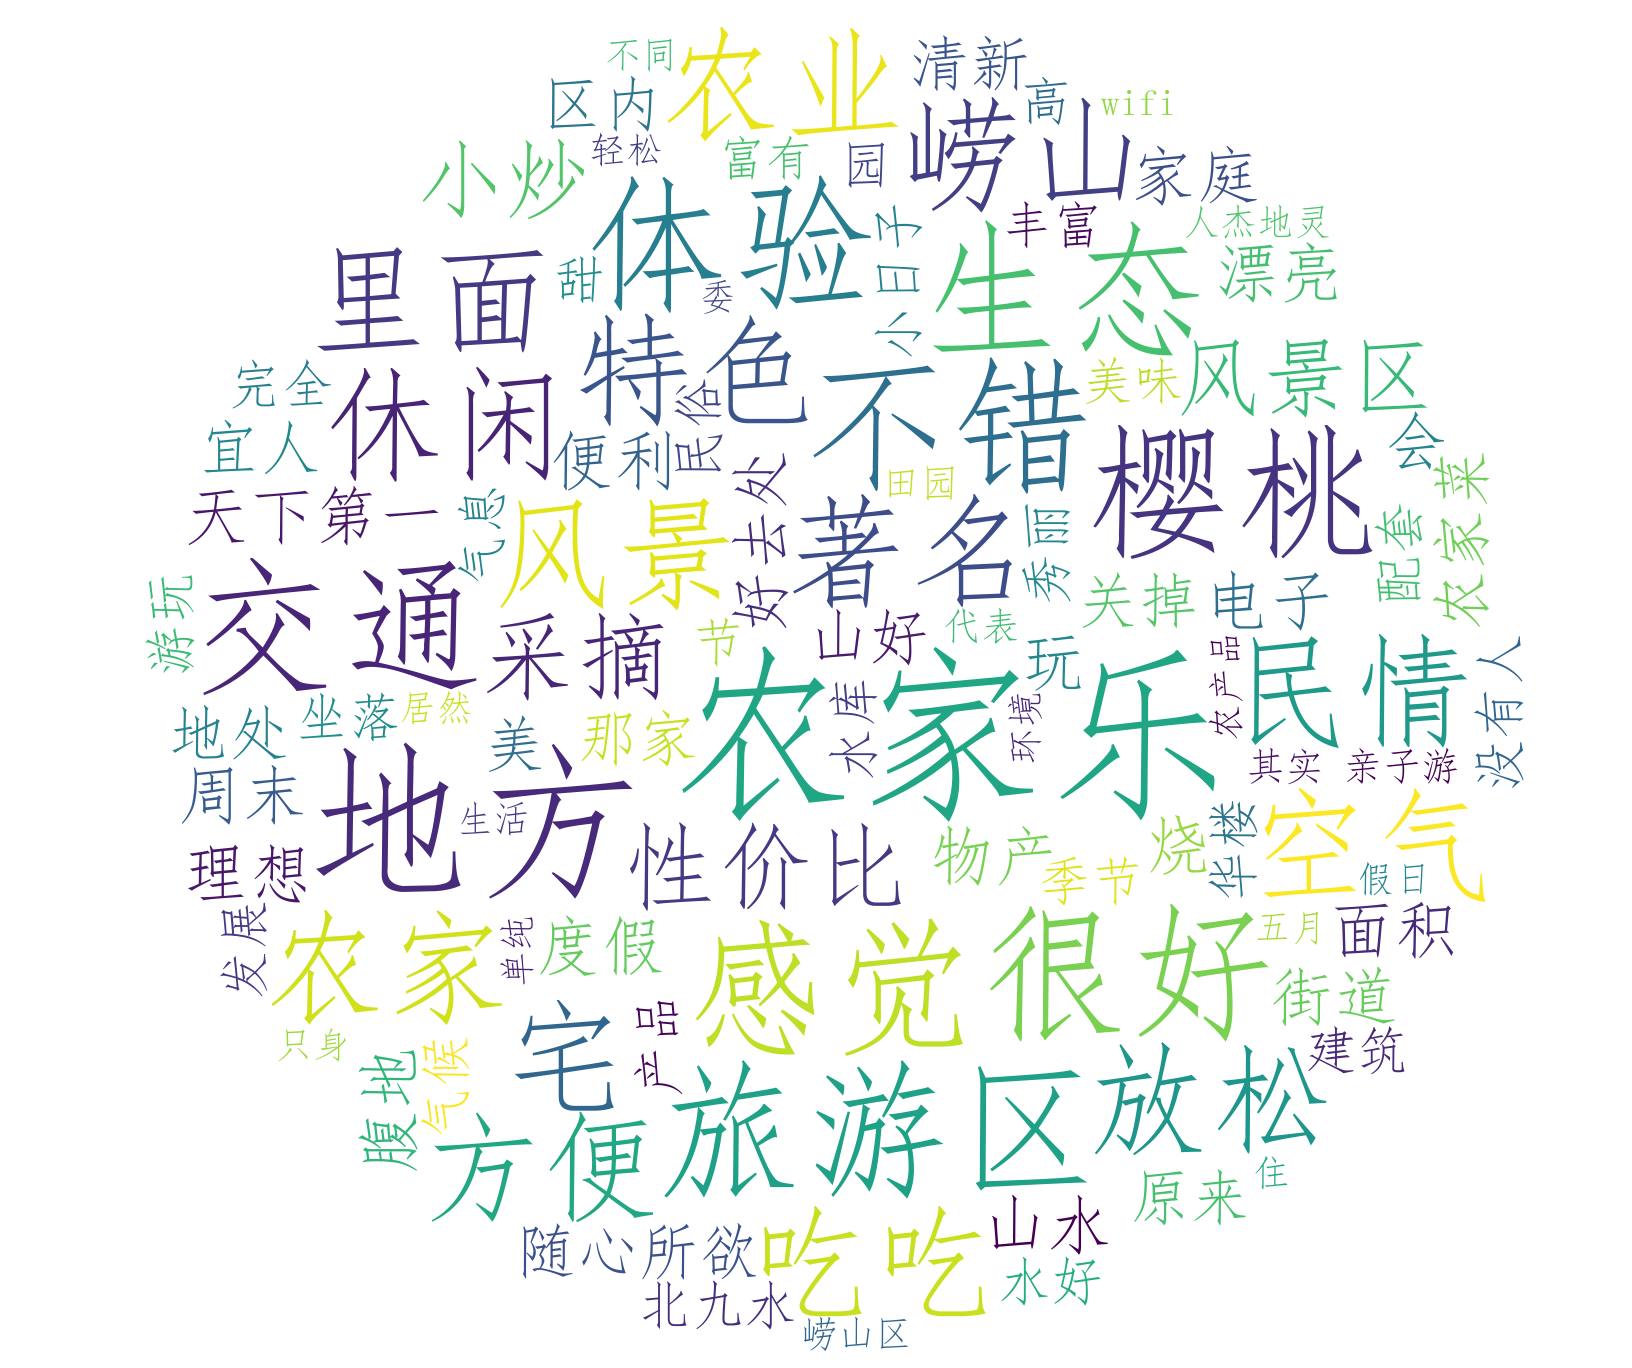 不同
农业
清新
区内
高
wifi
轻松
富有
园
崂山
家庭
小炒
体验
小日子
丰富
人杰地灵
里面
甜
委
生态
漂亮
特色
完全
休闲
民俗
不错
美味
风景区
宜人
便利
会
樱桃
天下第一
气息
风景
好去处
田园
著名
秀丽
配套
农家菜
游玩
交通
采摘
节
山好
代表
玩
关掉
电子
农产品
民情
没有人
地处
坐落
居然
美
那家
农家乐
水库
环境
其实
亲子游
周末
地方
生活
性价比
物产
季节
烧
华楼
空气
假日
理想
发展
农家
单纯
度假
感觉
很好
五月
面积
街道
只身
腹地
气候
宅
产品
建筑
方便
旅游区
放松
原来
住
随心所欲
吃吃
山水
水好
北九水
崂山区